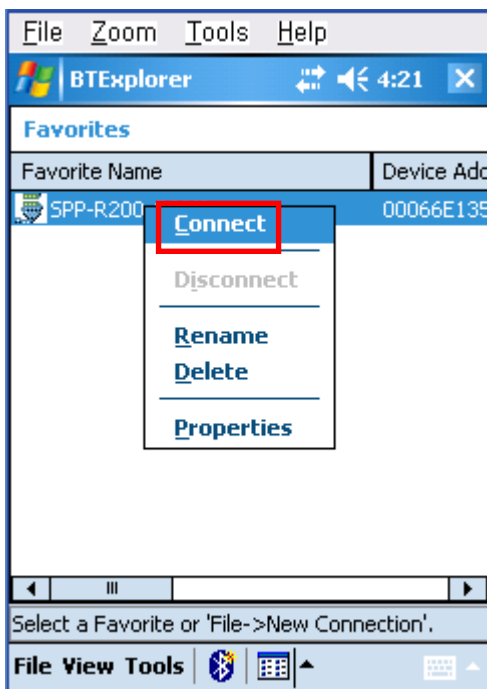 File Zoom Tools Help
BTExplorer 4:21
Favorites
Favorite Name Device Add
SPP-R200 00066E135
Connect
Disconnect
Rename
Delete
Properties
Select a Favorite or 'File->New Connection'.
File View Tools